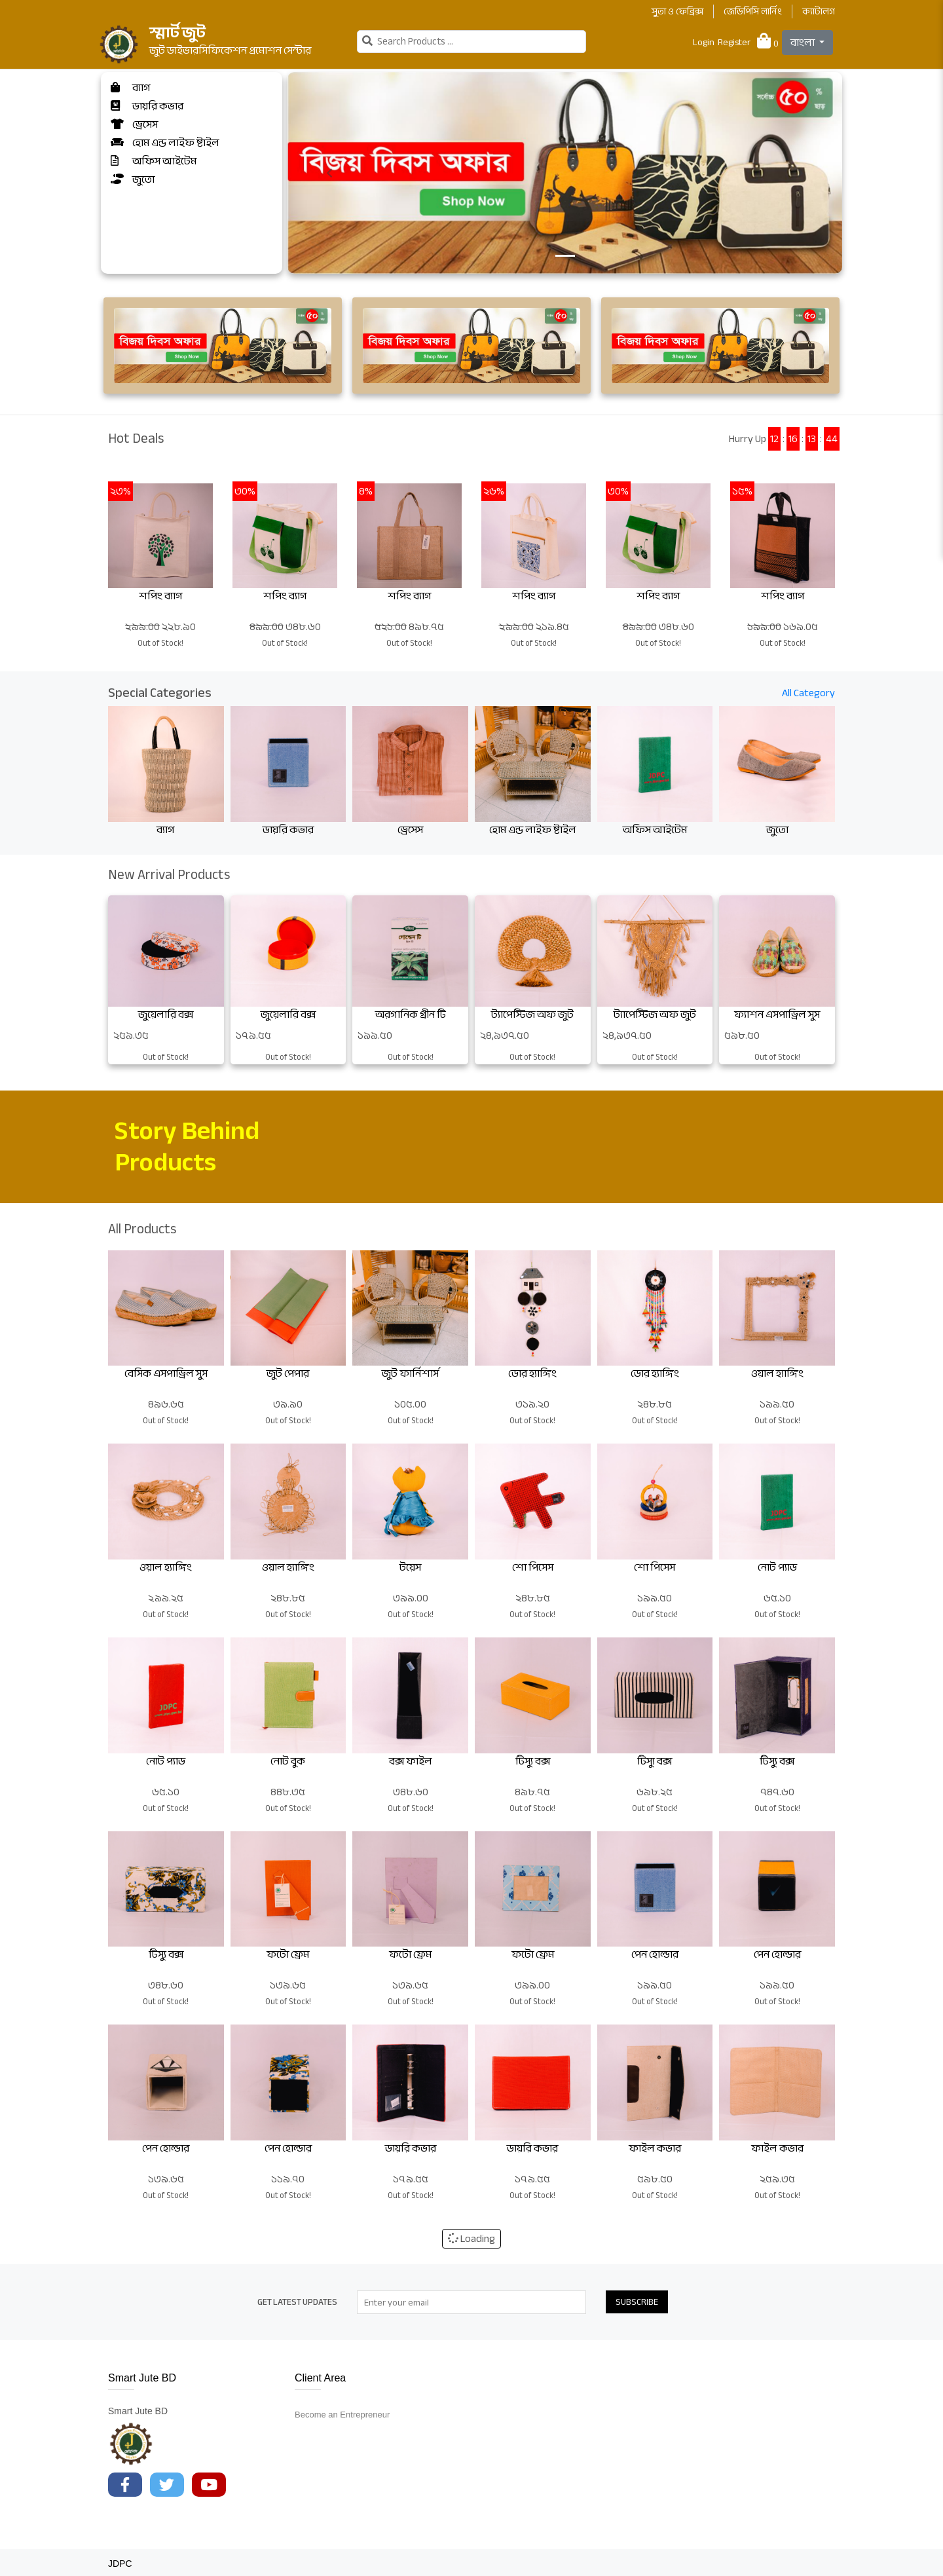 সুতা ও ফেব্রিক্স
জেডিপিসি লার্নিং
ক্যাটালগ
স্মার্ট জুট
জুট ডাইভারসিফিকেশন প্রমোশন সেন্টার
Search Products ...
Login Register
0
বাংলা
ব্যাগ
ডায়রি কভার
ড্রেসেস
হোম এন্ড লাইফ ষ্টাইল
অফিস আইটেম
জুতো
সর্বোচ্চ ৫০ % ছাড়
বিজয় দিবস অফার
Shop Now
বিজয় দিবস অফার
Shop Now
বিজয় দিবস অফার
Shop Now
বিজয় দিবস অফার
Shop Now
Hot Deals
Hurry Up 12 : 16 : 13 : 44
২৩% ৩০% ৪% ২৬% ৩০% ১৫%
শপিং ব্যাগ শপিং ব্যাগ শপিং ব্যাগ শপিং ব্যাগ শপিং ব্যাগ শপিং ব্যাগ
২৯৯.০০ ২২৮.৯০ ৪৯৯.০০ ৩৪৮.৬০ ৫২১.০০ ৪৯৮.৭৫ ২৯৯.০০ ২১৯.৪৫ ৪৯৯.০০ ৩৪৮.৬০ ১৯৯.০০ ১৬৯.০৫
Out of Stock! Out of Stock! Out of Stock! Out of Stock! Out of Stock! Out of Stock!
Special Categories
All Category
ব্যাগ ডায়রি কভার ড্রেসেস হোম এন্ড লাইফ ষ্টাইল অফিস আইটেম জুতো
New Arrival Products
জুয়েলারি বক্স জুয়েলারি বক্স অরগানিক গ্রীন টি ট্যাপেস্টিজ অফ জুট ট্যাপেস্টিজ অফ জুট ফ্যাশন এসপাড্রিল সুস
২৫৯.৩৫ ১৭৯.৫৫ ১৯৯.৫০ ২৪,৯৩৭.৫০ ২৪,৯৩৭.৫০ ৫৯৮.৫০
Out of Stock! Out of Stock! Out of Stock! Out of Stock! Out of Stock! Out of Stock!
Story Behind
Products
All Products
বেসিক এসপাড্রিল সুস জুট পেপার জুট ফার্নিশার্স ডোর হ্যাঙ্গিং ডোর হ্যাঙ্গিং ওয়াল হ্যাঙ্গিং
৪৯৬.৬৫ ৩৯.৯০ ১০৫.০০ ৩১৯.২০ ২৪৮.৮৫ ১৯৯.৫০
Out of Stock! Out of Stock! Out of Stock! Out of Stock! Out of Stock! Out of Stock!
ওয়াল হ্যাঙ্গিং ওয়াল হ্যাঙ্গিং টয়েস শো পিসেস শো পিসেস নোট প্যাড
২৯৯.২৫ ২৪৮.৮৫ ৩৯৯.০০ ২৪৮.৮৫ ১৯৯.৫০ ৬৫.১০
Out of Stock! Out of Stock! Out of Stock! Out of Stock! Out of Stock! Out of Stock!
JDPC
নোট প্যাড নোট বুক বক্স ফাইল টিস্যু বক্স টিস্যু বক্স টিস্যু বক্স
৬৫.১০ ৪৪৮.৩৫ ৩৪৮.৬০ ৪৯৮.৭৫ ৬৯৮.২৫ ৭৪৭.৬০
Out of Stock! Out of Stock! Out of Stock! Out of Stock! Out of Stock! Out of Stock!
টিস্যু বক্স ফটো ফ্রেম ফটো ফ্রেম ফটো ফ্রেম পেন হোল্ডার পেন হোল্ডার
৩৪৮.৬০ ১৩৯.৬৫ ১৩৯.৬৫ ৩৯৯.০০ ১৯৯.৫০ ১৯৯.৫০
Out of Stock! Out of Stock! Out of Stock! Out of Stock! Out of Stock! Out of Stock!
পেন হোল্ডার পেন হোল্ডার ডায়রি কভার ডায়রি কভার ফাইল কভার ফাইল কভার
১৩৯.৬৫ ১১৯.৭০ ১৭৯.৫৫ ১৭৯.৫৫ ৫৯৮.৫০ ২৫৯.৩৫
Out of Stock! Out of Stock! Out of Stock! Out of Stock! Out of Stock! Out of Stock!
Loading
GET LATEST UPDATES
Enter your email
SUBSCRIBE
Smart Jute BD
Client Area
Smart Jute BD
Become an Entrepreneur
JDPC